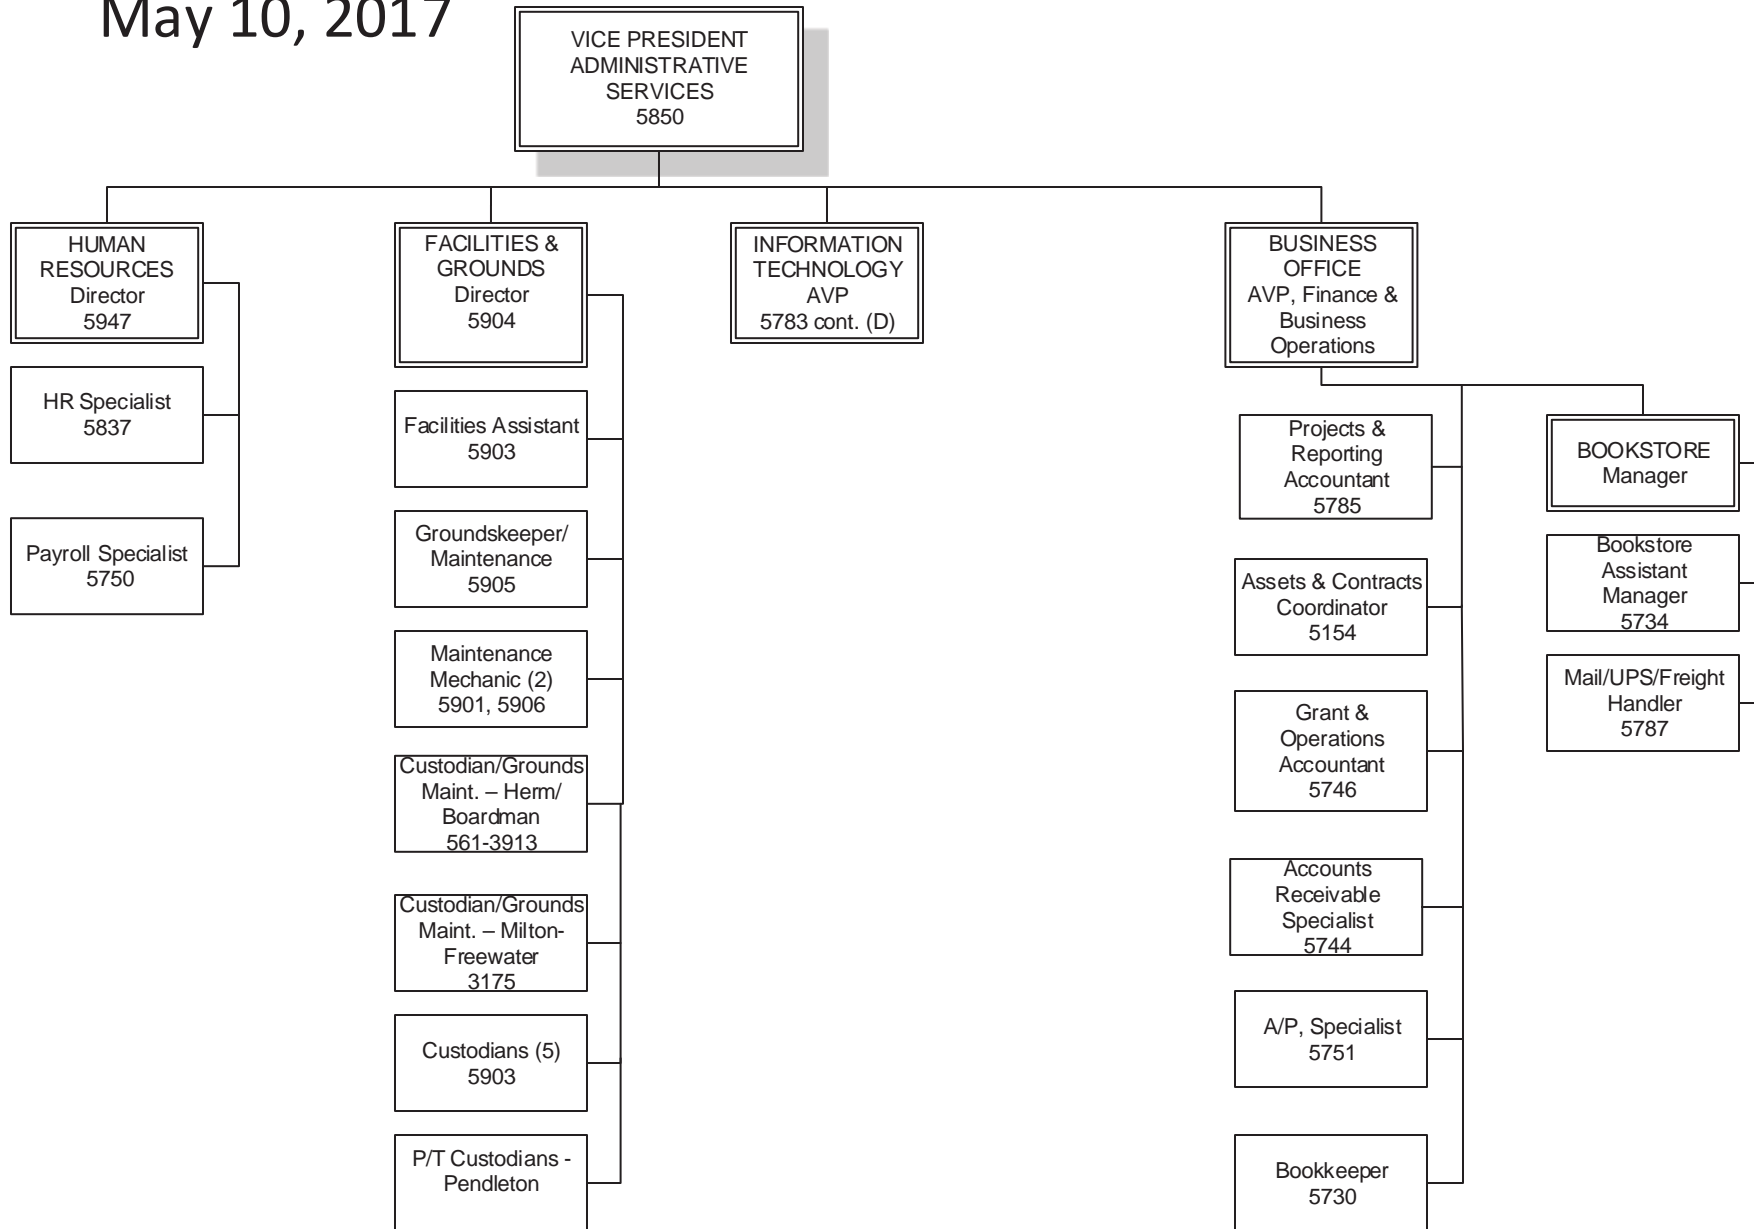 May 10, 2017
VICE PRESIDENT
ADMINISTRATIVE
SERVICES
5850
HUMAN
RESOURCES
Director
5947
HR Specialist
5837
Payroll Specialist
5750
FACILITIES &
GROUNDS
Director
5904
Facilities Assistant
5903
Groundskeeper/
Maintenance
5905
Maintenance
Mechanic (2)
5901, 5906
Custodian/Grounds
Maint. – Herm/
Boardman
561-3913
Custodian/Grounds
Maint. – Milton-
Freewater
3175
Custodians (5)
5903
P/T Custodians -
Pendleton
INFORMATION
TECHNOLOGY
AVP
5783 cont. (D)
BUSINESS
OFFICE
AVP, Finance &
Business
Operations
Projects &
Reporting
Accountant
5785
Assets & Contracts
Coordinator
5154
Grant &
Operations
Accountant
5746
Accounts
Receivable
Specialist
5744
A/P, Specialist
5751
Bookkeeper
5730
BOOKSTORE
Manager
Bookstore
Assistant
Manager
5734
Mail/UPS/Freight
Handler
5787